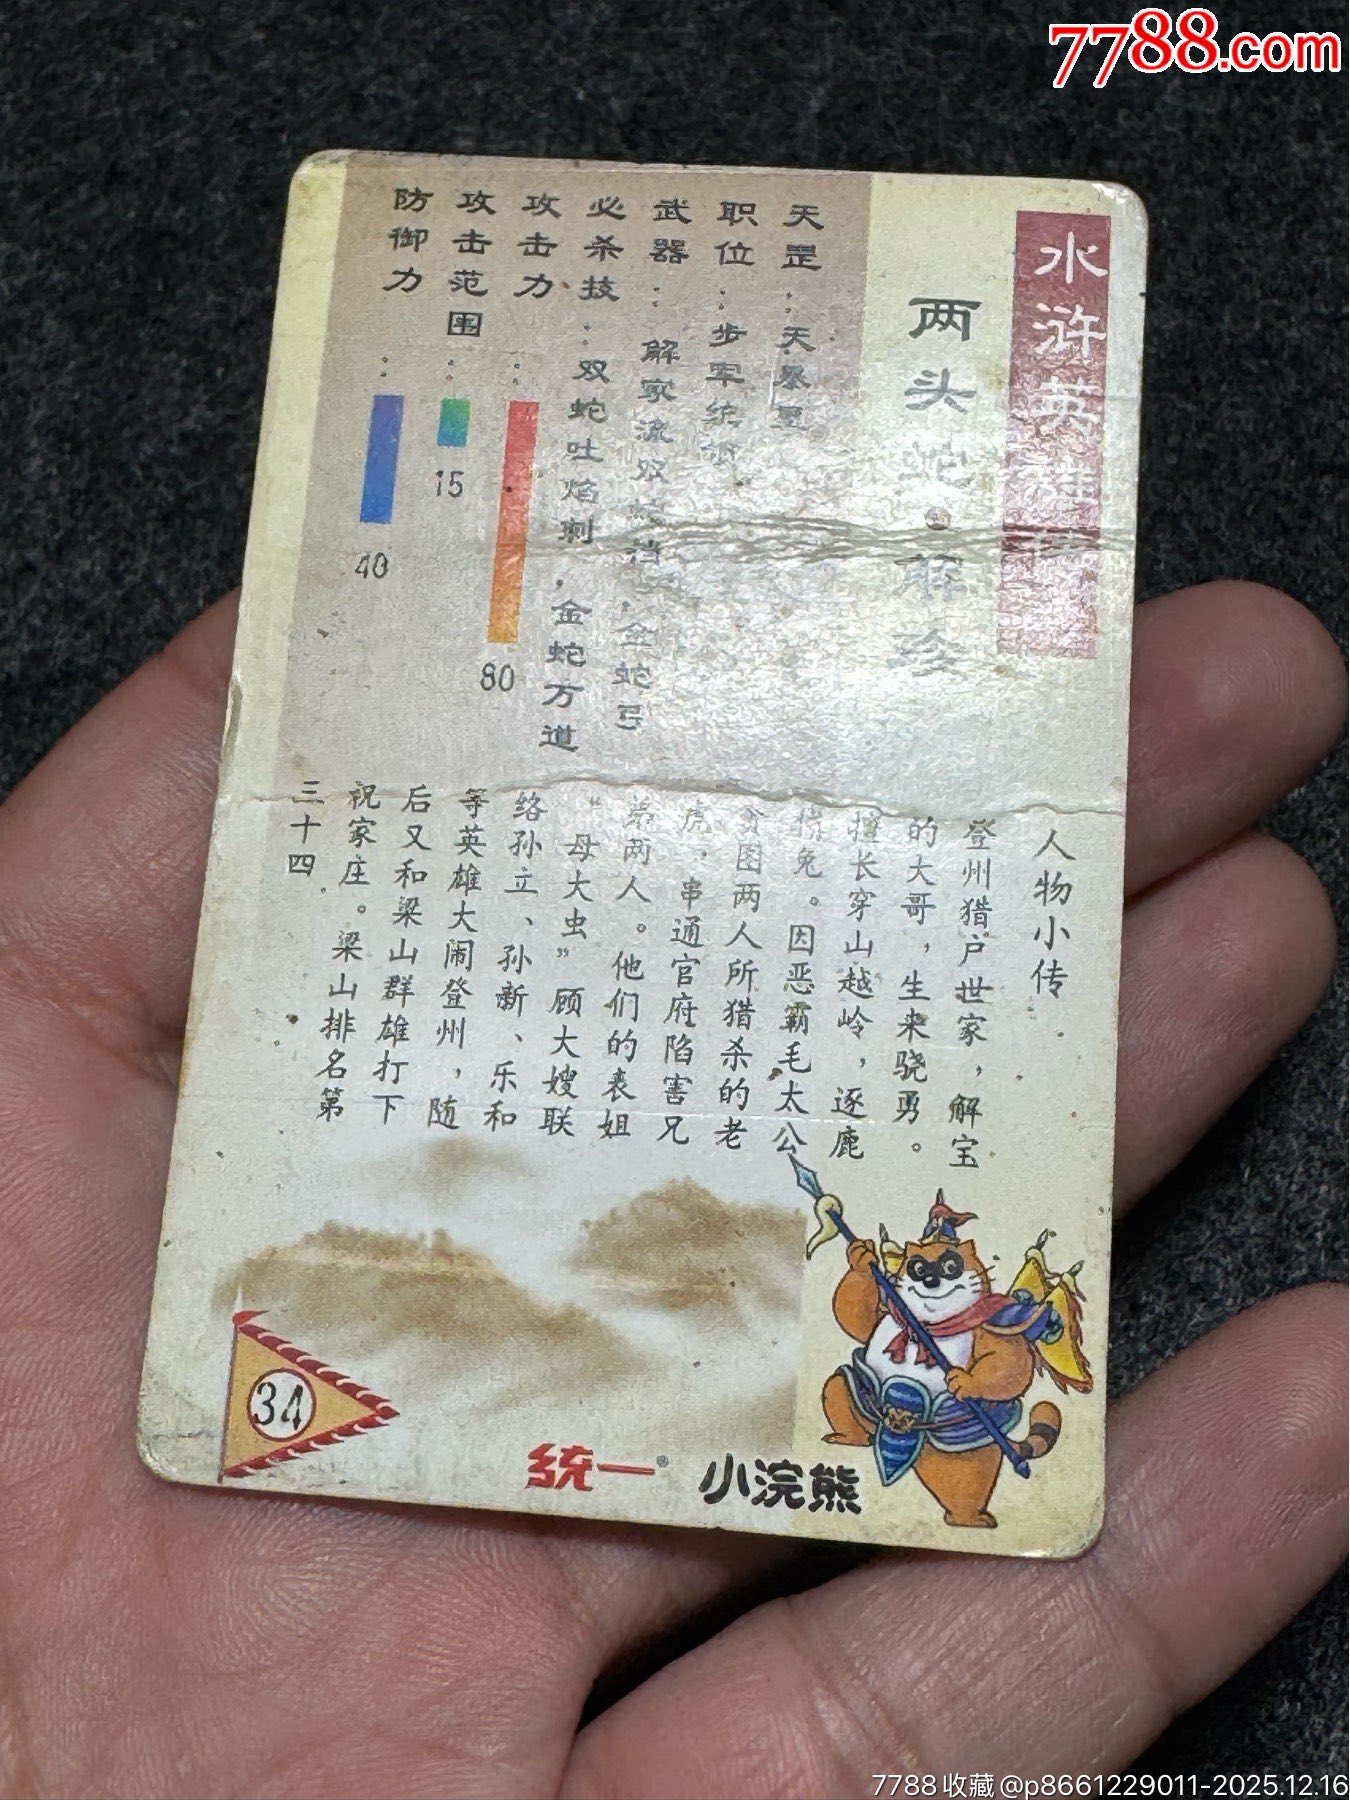 7788.com
水浒英雄传
两头蛇·解珍
天罡：天暴星
职位：步军统领
武器：解家流双蛇，金蛇弓
必杀技：双蛇吐焰刺，金蛇万道
攻击力：80
攻击范围：15
防御力：40
人物小传
登州猎户世家，解宝
的大哥，生来骁勇。
擅长穿山越岭，逐鹿
兔。因恶霸毛太公
贪图两人所猎杀的老
虎，串通官府陷害兄
弟两人。他们的表姐
“母大虫”顾大嫂联
络孙立、孙新、乐和
等英雄大闹登州，随
后又和梁山群雄打下
祝家庄。梁山排名第
三十四.
34
统一®
小浣熊
7788收藏@p8661229011-2025.12.16